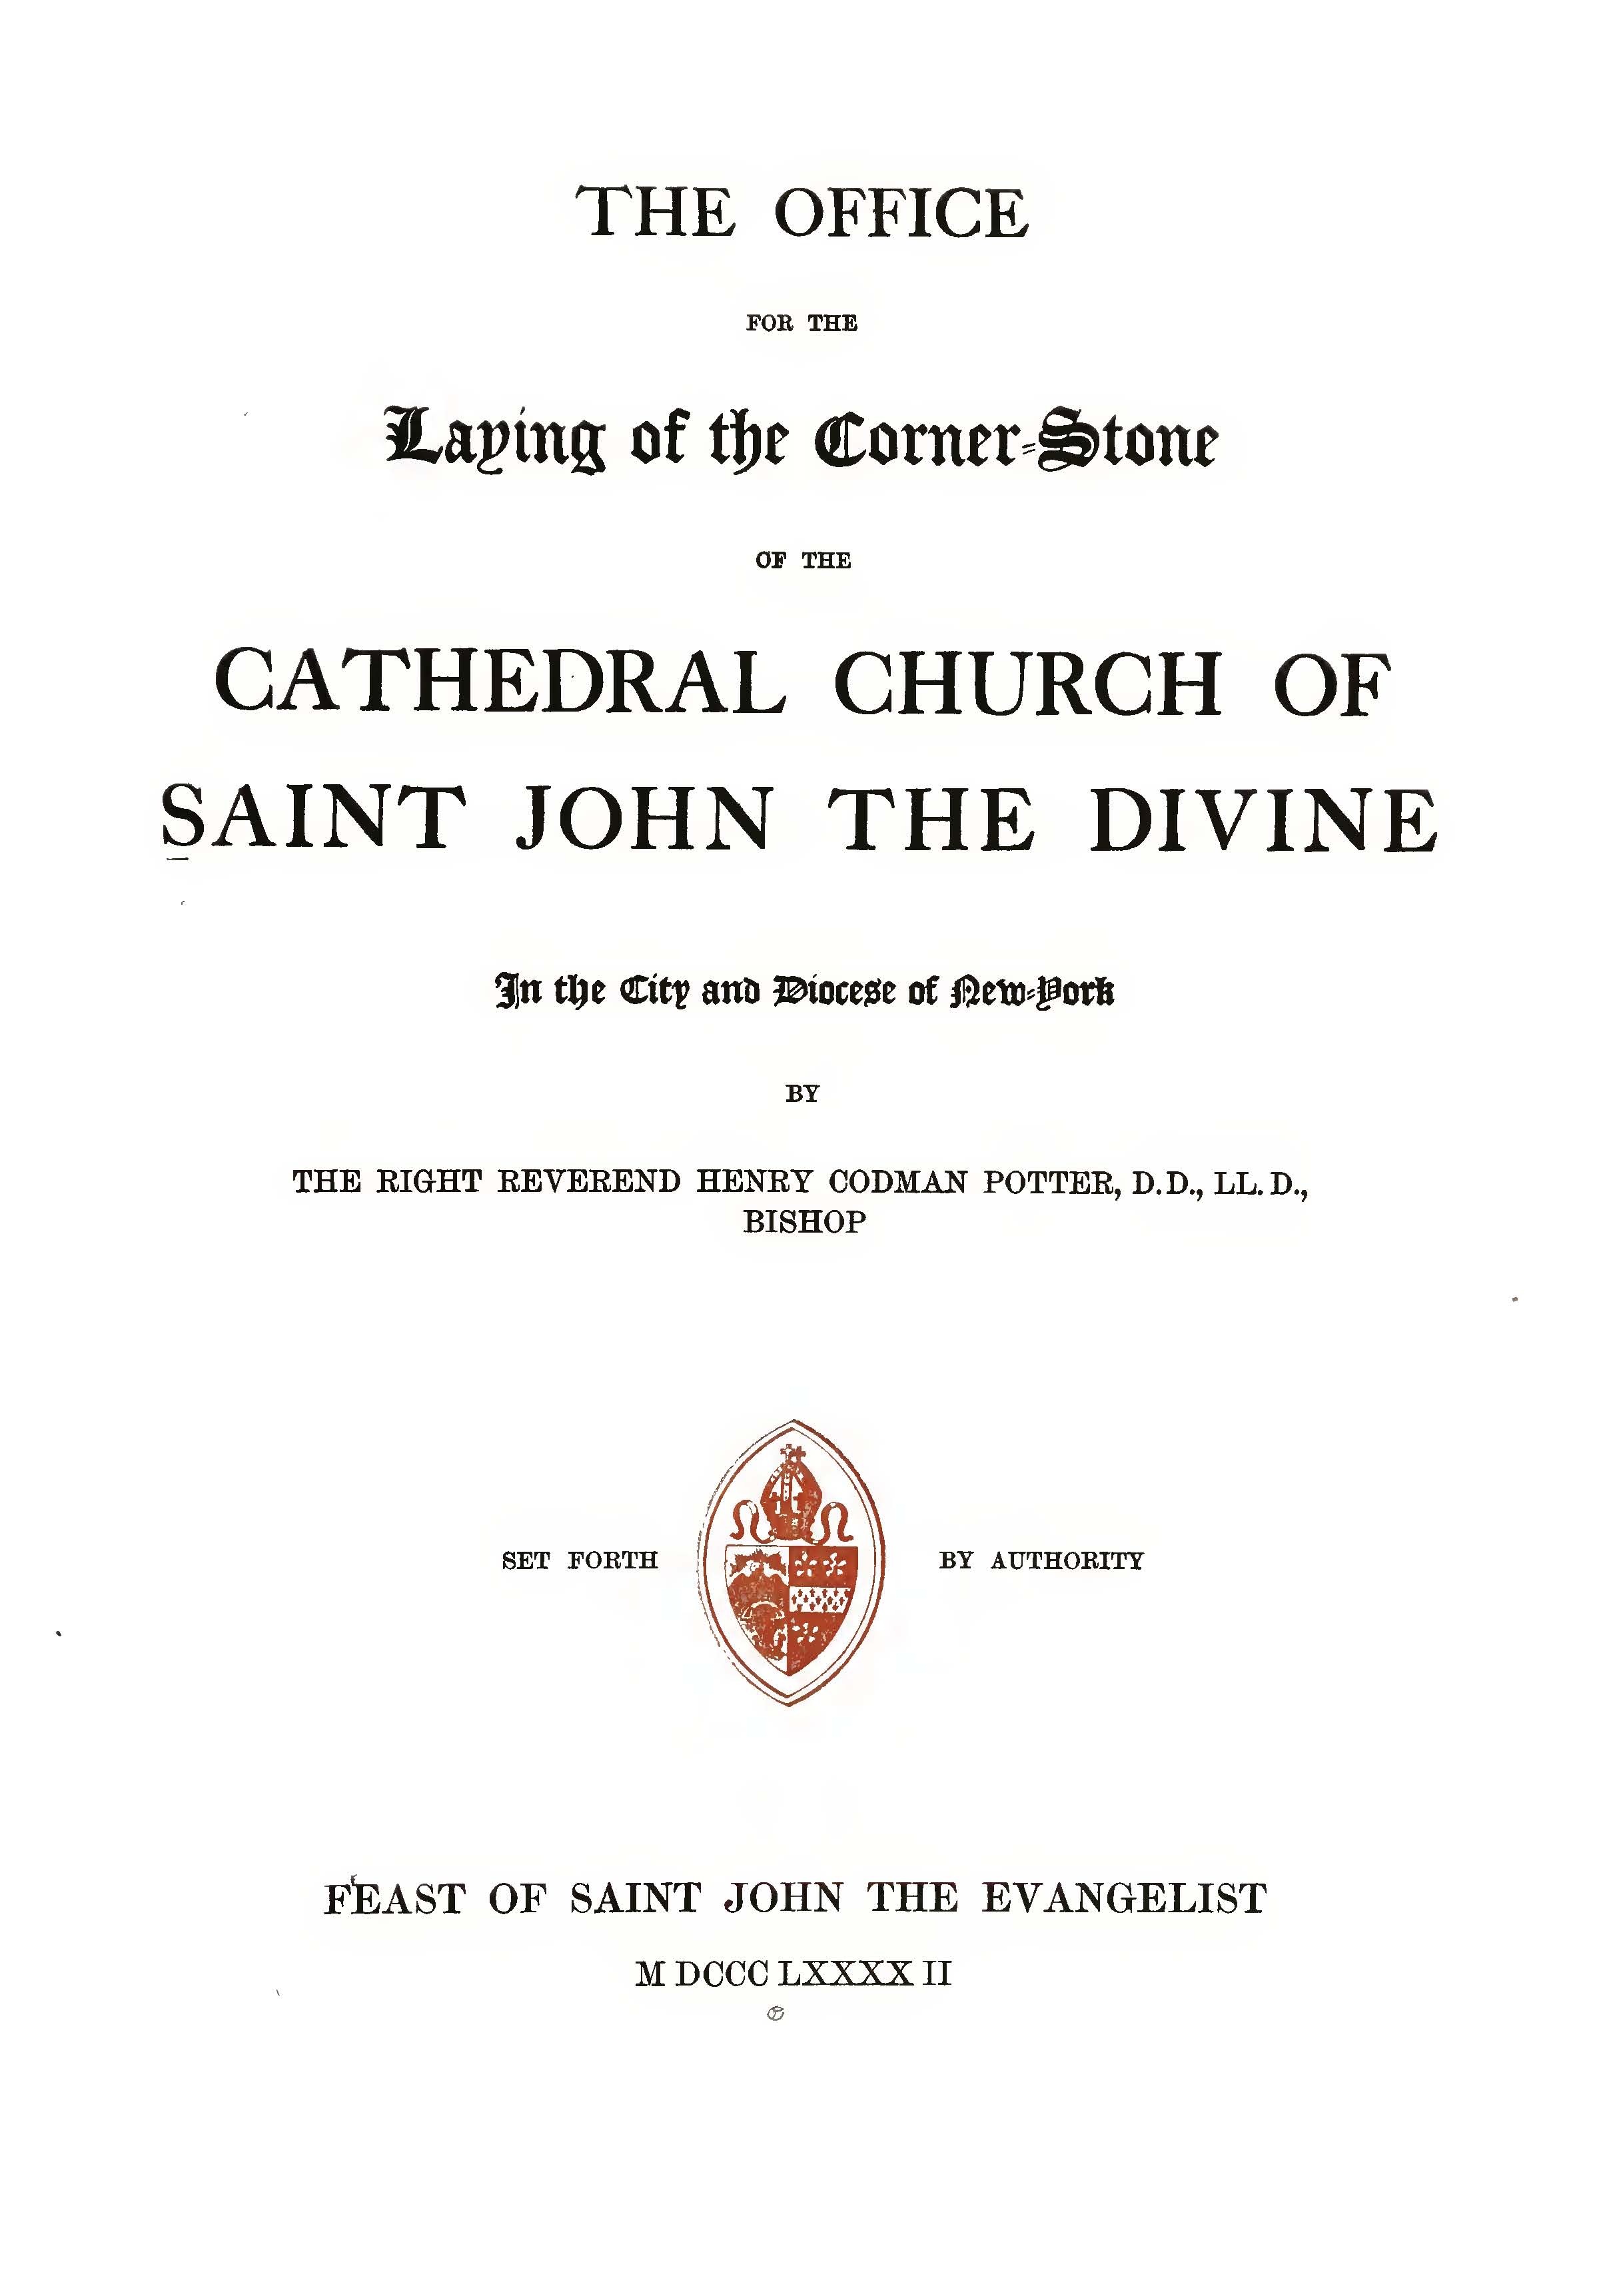 THE OFFICE
FOR THE
Laying of the Corner-Stone
OF THE
CATHEDRAL CHURCH OF
SAINT JOHN THE DIVINE
In the City and Diocese of New-York
BY
THE RIGHT REVEREND HENRY CODMAN POTTER, D.D., LL.D.,
BISHOP
SET FORTH BY AUTHORITY
FEAST OF SAINT JOHN THE EVANGELIST
M DCCC LXXXX II